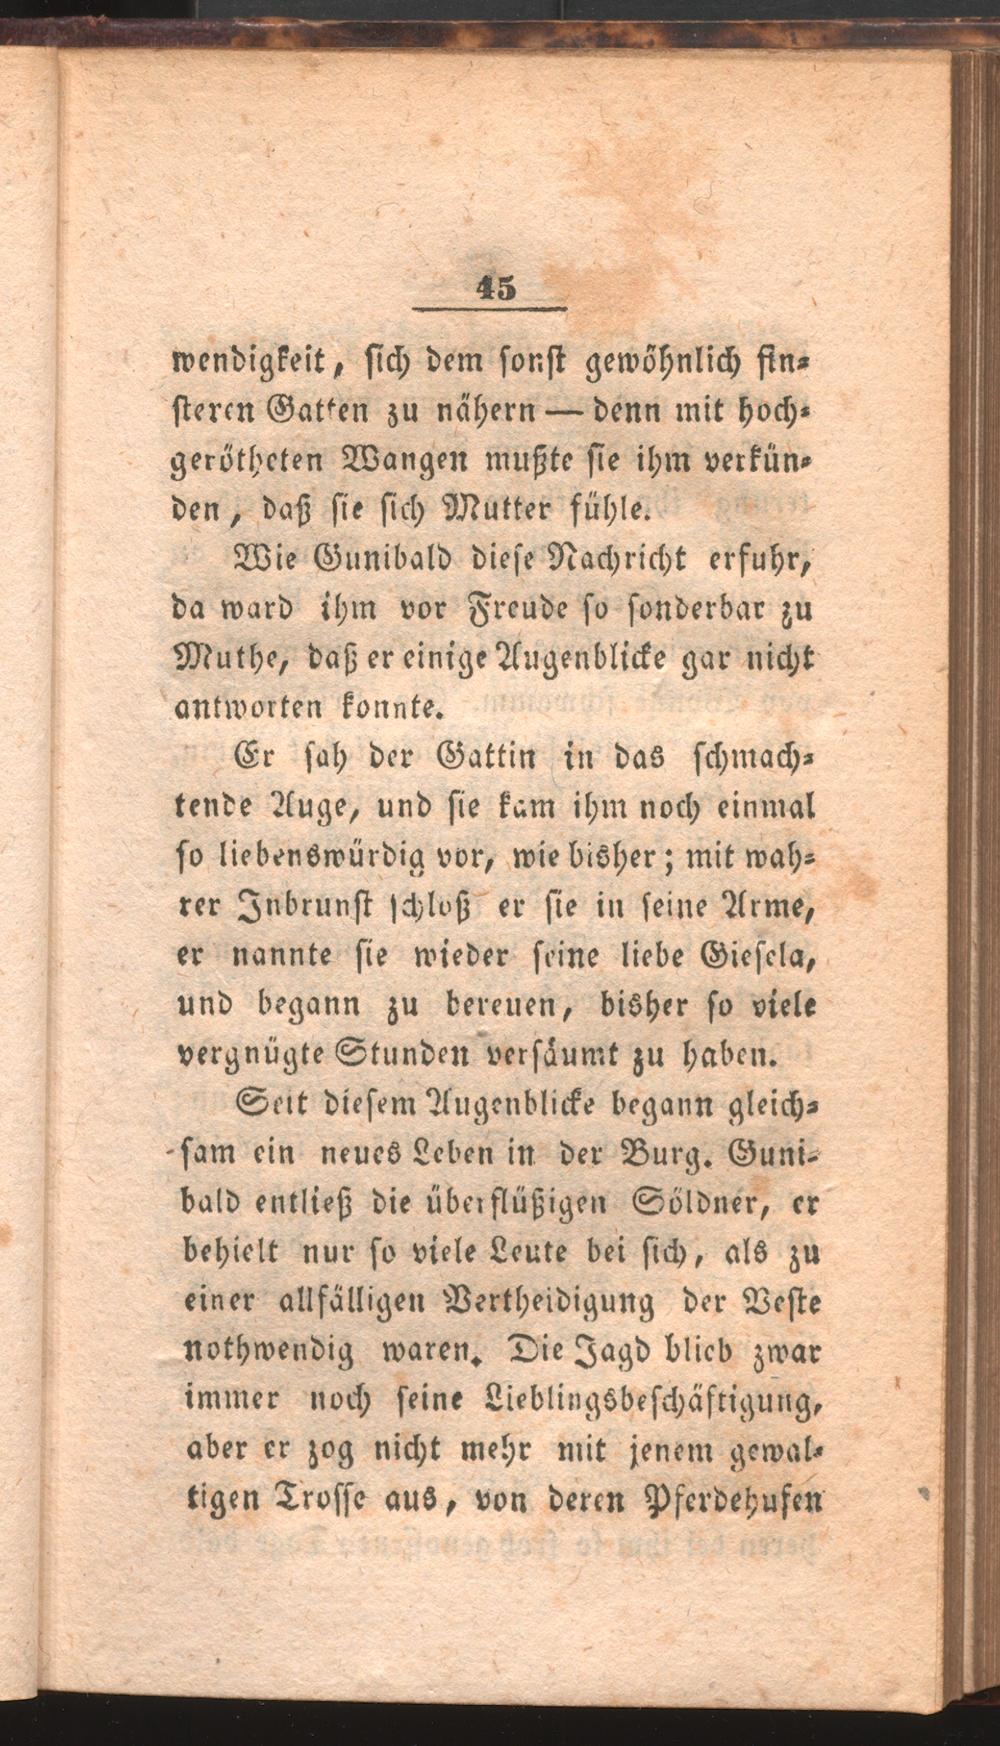 45
wendigkeit, ſich dem ſonſt gewöhnlich fin⸗
ſteren Gatten zu nähern — denn mit hoch⸗
gerötheten Wangen mußte ſie ihm verkün⸗
den, daß ſie ſich Mutter fühle.
Wie Gunibald dieſe Nachricht erfuhr,
da ward ihm vor Freude ſo ſonderbar zu
Muthe, daß er einige Augenblicke gar nicht
antworten konnte.
Er ſah der Gattin in das ſchmach⸗
tende Auge, und ſie kam ihm noch einmal
ſo liebenswürdig vor, wie bisher; mit wah⸗
rer Inbrunſt ſchloß er ſie in ſeine Arme,
er nannte ſie wieder ſeine liebe Gieſela,
und begann zu bereuen, bisher ſo viele
vergnügte Stunden verſäumt zu haben.
Seit dieſem Augenblicke begann gleich⸗
ſam ein neues Leben in der Burg. Guni⸗
bald entließ die überflüßigen Söldner, er
behielt nur ſo viele Leute bei ſich, als zu
einer allfälligen Vertheidigung der Veſte
nothwendig waren. Die Jagd blieb zwar
immer noch ſeine Lieblingsbeſchäftigung,
aber er zog nicht mehr mit jenem gewal⸗
tigen Troſſe aus, von deren Pferdehufen